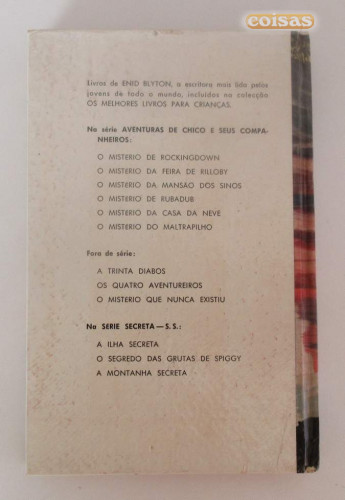 coisas
Livros de ENID BLYTON, a escritora mais lida pelos
jovens de todo o mundo, incluídos na colecção
OS MELHORES LIVROS PARA CRIANÇAS.
Na série AVENTURAS DE CHICO E SEUS COMPA-
NHEIROS:
O MISTERIO DE ROCKINGDOWN
O MISTERIO DA FEIRA DE RILLOBY
O MISTERIO DA MANSÃO DOS SINOS
O MISTERIO DE RUBADUB
O MISTERIO DA CASA DA NEVE
O MISTERIO DO MALTRAPILHO
Fora de série:
A TRINTA DIABOS
OS QUATRO AVENTUREIROS
O MISTERIO QUE NUNCA EXISTIU
Na SERIE SECRETA — S. S.:
A ILHA SECRETA
O SEGREDO DAS GRUTAS DE SPIGGY
A MONTANHA SECRETA